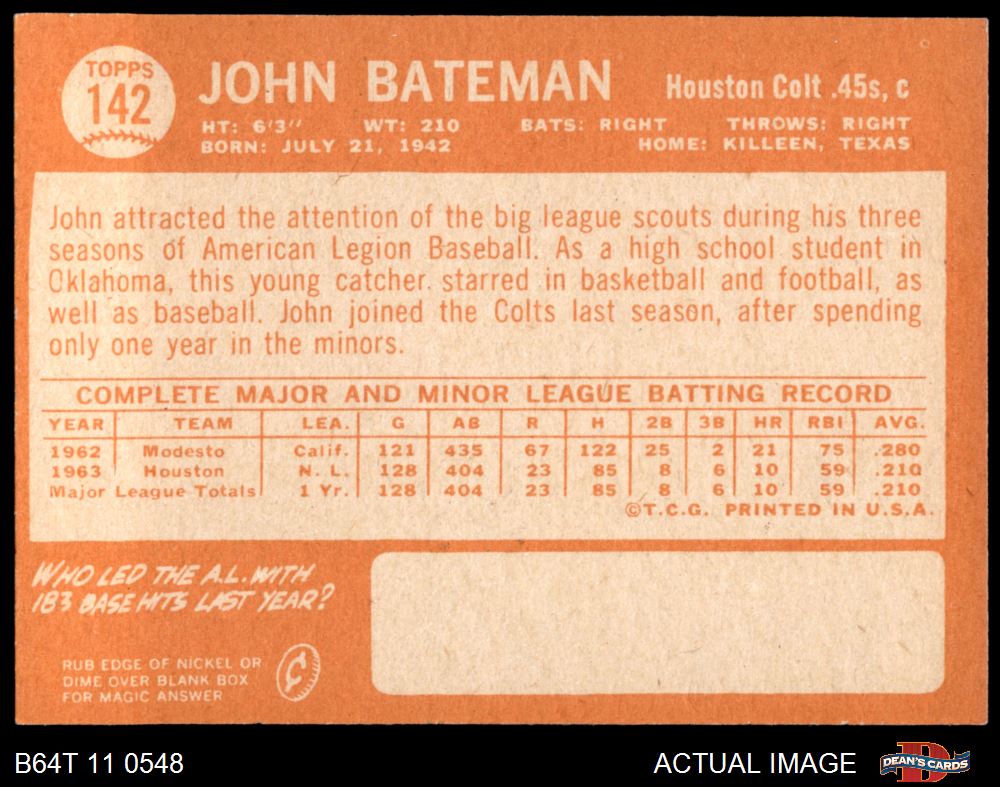 TOPPS
142
JOHN BATEMAN
Houston Colt .45s, c
HT: 6'3" WT: 210 BATS: RIGHT THROWS: RIGHT
BORN: JULY 21, 1942 HOME: KILLEEN, TEXAS
John attracted the attention of the big league scouts during his three
seasons of American Legion Baseball. As a high school student in
Oklahoma, this young catcher starred in basketball and football, as
well as baseball. John joined the Colts last season, after spending
only one year in the minors.
COMPLETE MAJOR AND MINOR LEAGUE BATTING RECORD
YEAR TEAM LEA. G AB R H 2B 3B HR RBI AVG.
1962 Modesto Calif. 121 435 67 122 25 2 21 75 .280
1963 Houston N. L. 128 404 23 85 8 6 10 59 .210
Major League Totals 1 Yr. 128 404 23 85 8 6 10 59 .210
©T.C.G. PRINTED IN U.S.A.
WHO LED THE A.L. WITH
183 BASE HITS LAST YEAR?
RUB EDGE OF NICKEL OR
DIME OVER BLANK BOX
FOR MAGIC ANSWER
B64T 11 0548
ACTUAL IMAGE
DEAN'S CARDS